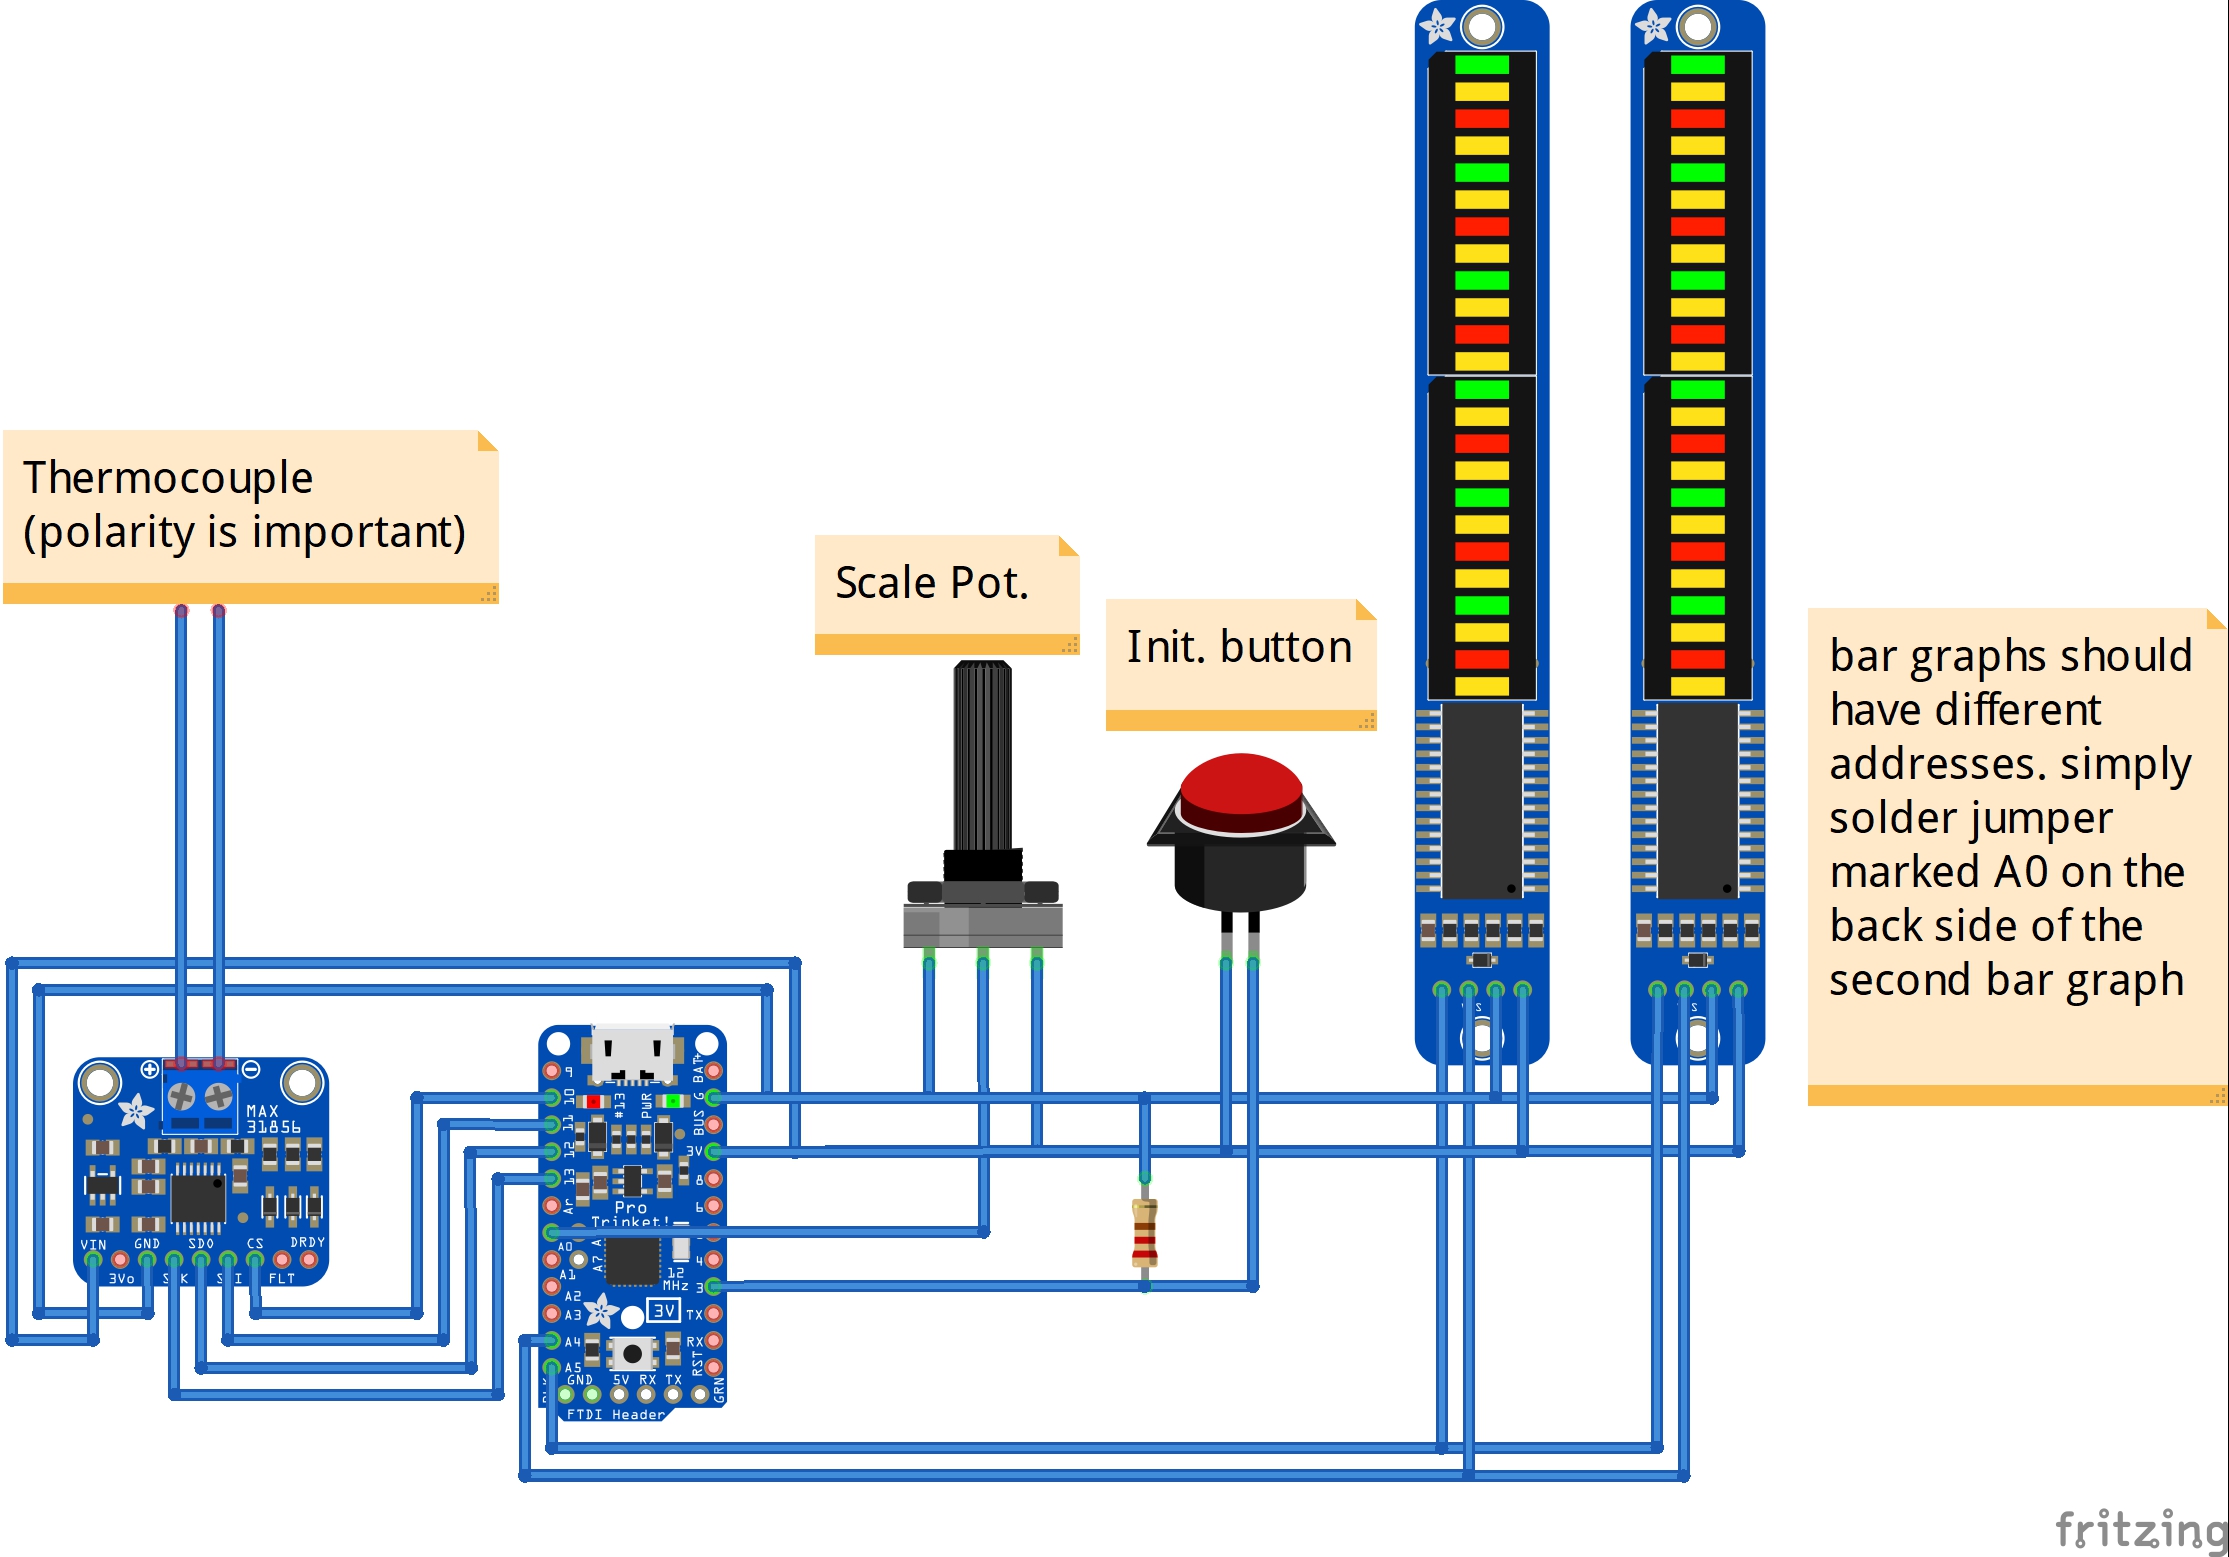 Thermocouple
(polarity is important)
Scale Pot.
Init. button
bar graphs should
have different
addresses. simply
solder jumper
marked A0 on the
back side of the
second bar graph
MAX
31856
VIN
GND
SDO
CS
DRDY
3Vo
FLT
9
10
11
12
13
Ar
A0
A1
A2
A3
A4
A5
A7
#13
PWR
BAT+
G
BUS
3V
8
6
4
3
TX
RX
RST
Pro
Trinket!
12
MHz
3V
GND
5V
RX
TX
GRN
FTDI Header
fritzing